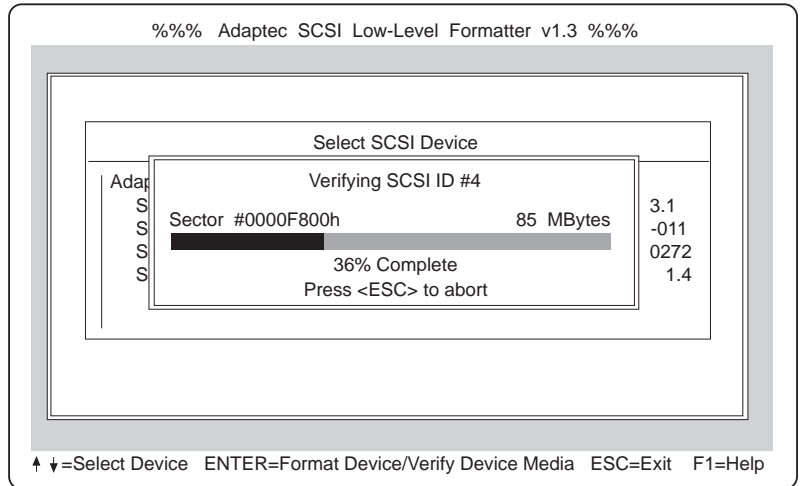 %%% Adaptec SCSI Low-Level Formatter v1.3 %%%
Select SCSI Device
Adap
Verifying SCSI ID #4
S 3.1
Sector #0000F800h 85 MBytes
S -011
S 0272
36% Complete
S 1.4
Press <ESC> to abort
↑ ↓=Select Device ENTER=Format Device/Verify Device Media ESC=Exit F1=Help